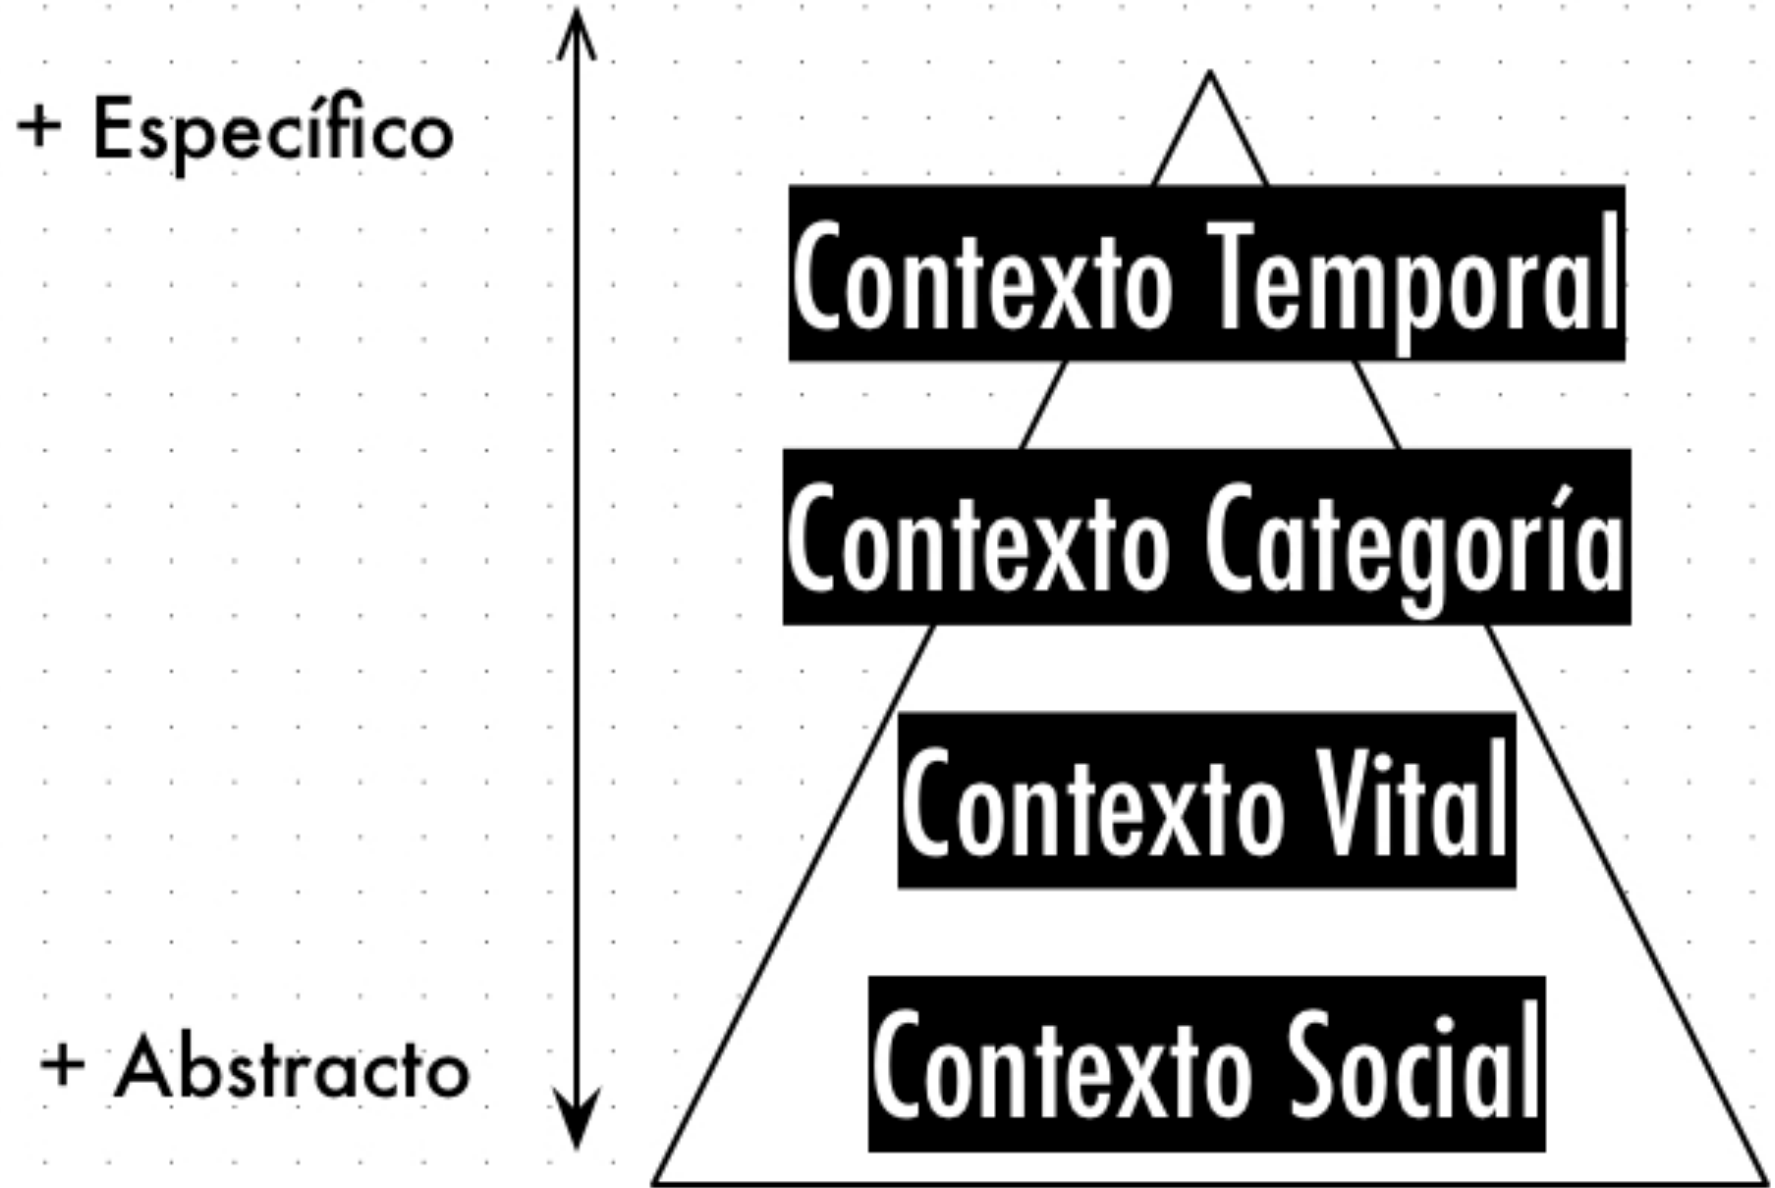 + Específico
Contexto Temporal
Contexto Categoría
Contexto Vital
+ Abstracto
Contexto Social